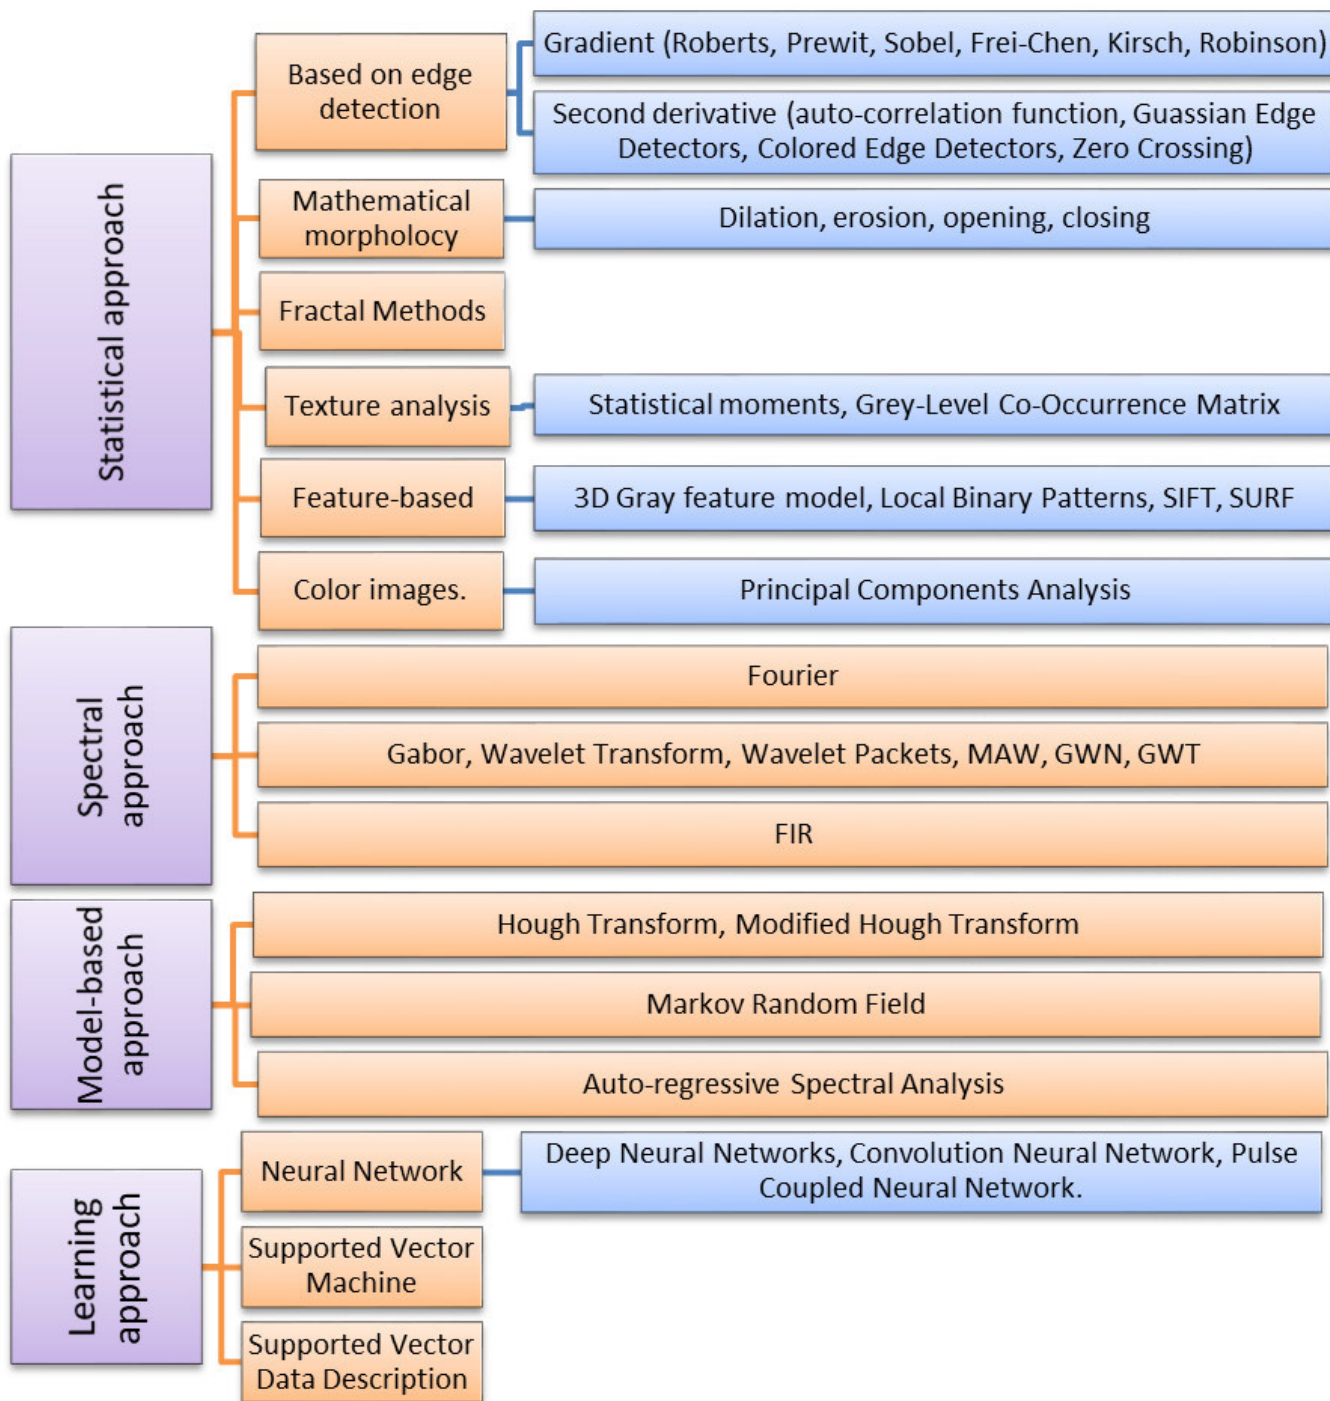 Statistical approach
Based on edge
detection
Gradient (Roberts, Prewit, Sobel, Frei-Chen, Kirsch, Robinson)
Second derivative (auto-correlation function, Guassian Edge
Detectors, Colored Edge Detectors, Zero Crossing)
Mathematical
morpholocy
Dilation, erosion, opening, closing
Fractal Methods
Texture analysis
Statistical moments, Grey-Level Co-Occurrence Matrix
Feature-based
3D Gray feature model, Local Binary Patterns, SIFT, SURF
Color images.
Principal Components Analysis
Spectral
approach
Fourier
Gabor, Wavelet Transform, Wavelet Packets, MAW, GWN, GWT
FIR
Model-based
approach
Hough Transform, Modified Hough Transform
Markov Random Field
Auto-regressive Spectral Analysis
Learning
approach
Neural Network
Deep Neural Networks, Convolution Neural Network, Pulse
Coupled Neural Network.
Supported Vector
Machine
Supported Vector
Data Description